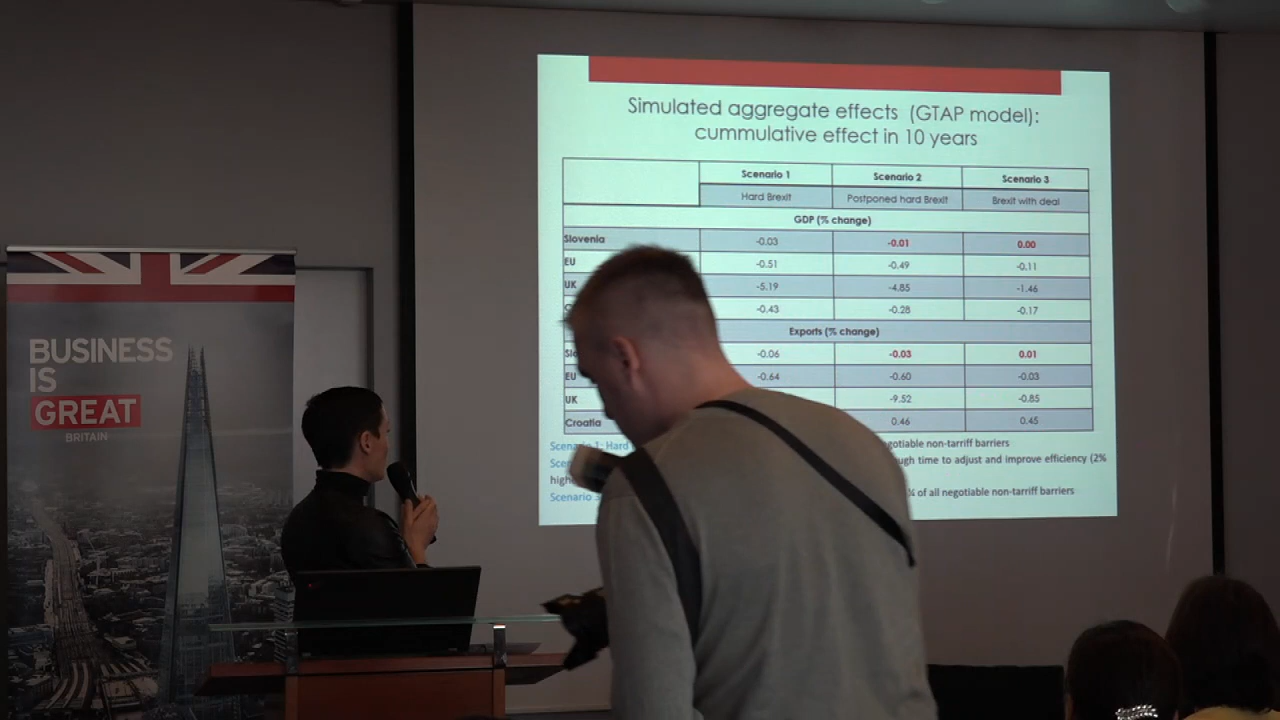 BUSINESS
IS
GREAT
BRITAIN
Simulated aggregate effects (GTAP model):
cummulative effect in 10 years
Scenario 1 Scenario 2 Scenario 3
Hard Brexit Postponed hard Brexit Brexit with deal
GDP (% change)
Slovenia -0.03 -0.01 0.00
EU -0.51 -0.49 -0.11
UK -5.19 -4.85 -1.46
-0.43 -0.28 -0.17
Exports (% change)
-0.06 -0.03 0.01
EU -0.64 -0.60 -0.03
UK -9.52 -0.85
Croatia 0.46 0.45
Scenario 1: Hard non-tarriff barriers
time to adjust and improve efficiency (2%
of all negotiable non-tarriff barriers